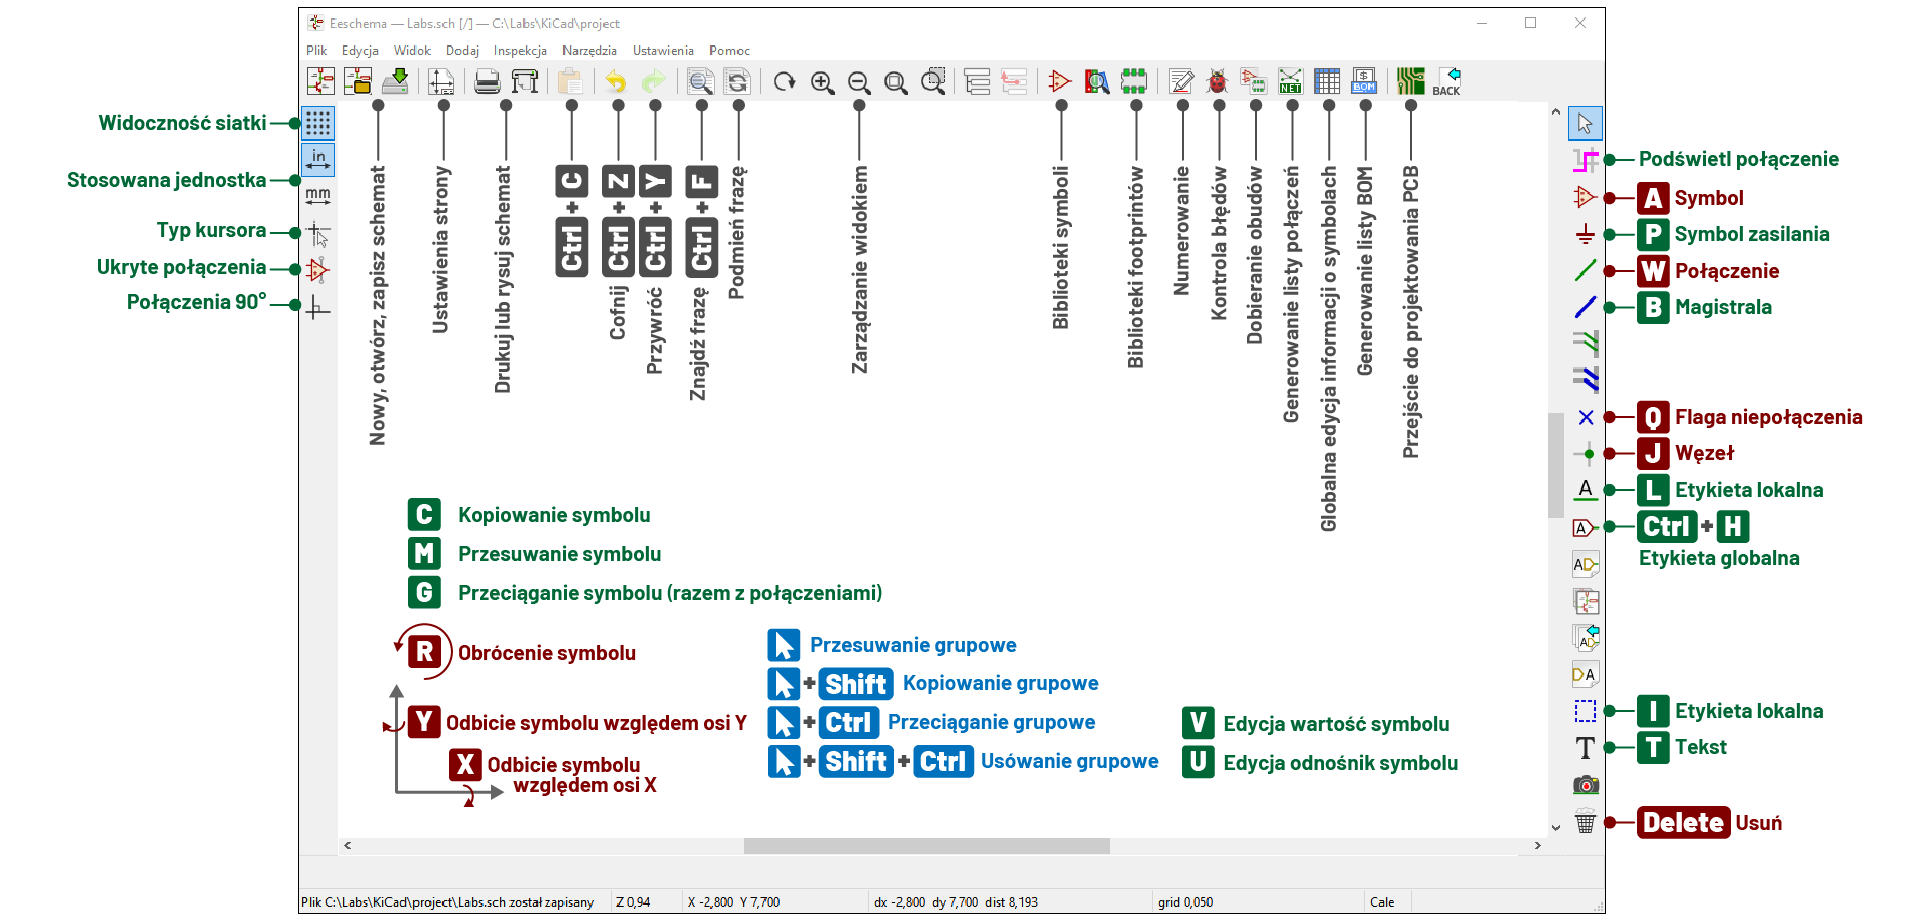 Eeschema — Labs.sch [/] — C:\Labs\KiCad\project
Plik Edycja Widok Dodaj Inspekcja Narzędzia Ustawienia Pomoc
NET
$
BOM
BACK
Widoczność siatki
in
Stosowana jednostka
mm
Typ kursora
Ukryte połączenia
Połączenia 90°
Nowy, otwórz, zapisz schemat
Ustawienia strony
Drukuj lub rysuj schemat
Ctrl + C
Ctrl + Z
Cofnij
Ctrl + Y
Przywróć
Ctrl + F
Znajdź frazę
Podmień frazę
Zarządzanie widokiem
Biblioteki symboli
Biblioteki footprintów
Numerowanie
Kontrola błędów
Dobieranie obudów
Generowanie listy połączeń
Globalna edycja informacji o symbolach
Generowanie listy BOM
Przejście do projektowania PCB
Podświetl połączenie
A Symbol
P Symbol zasilania
W Połączenie
B Magistrala
Q Flaga niepołączenia
J Węzeł
A
L Etykieta lokalna
A
Ctrl + H
Etykieta globalna
A
A
A
I Etykieta lokalna
T
T Tekst
Delete Usuń
C Kopiowanie symbolu
M Przesuwanie symbolu
G Przeciąganie symbolu (razem z połączeniami)
R Obrócenie symbolu
Y Odbicie symbolu względem osi Y
X Odbicie symbolu
względem osi X
Przesuwanie grupowe
+ Shift Kopiowanie grupowe
+ Ctrl Przeciąganie grupowe
+ Shift + Ctrl Usówanie grupowe
V Edycja wartość symbolu
U Edycja odnośnik symbolu
Plik C:\Labs\KiCad\project\Labs.sch został zapisany Z 0,94 X -2,800 Y 7,700 dx -2,800 dy 7,700 dist 8,193 grid 0,050 Cale